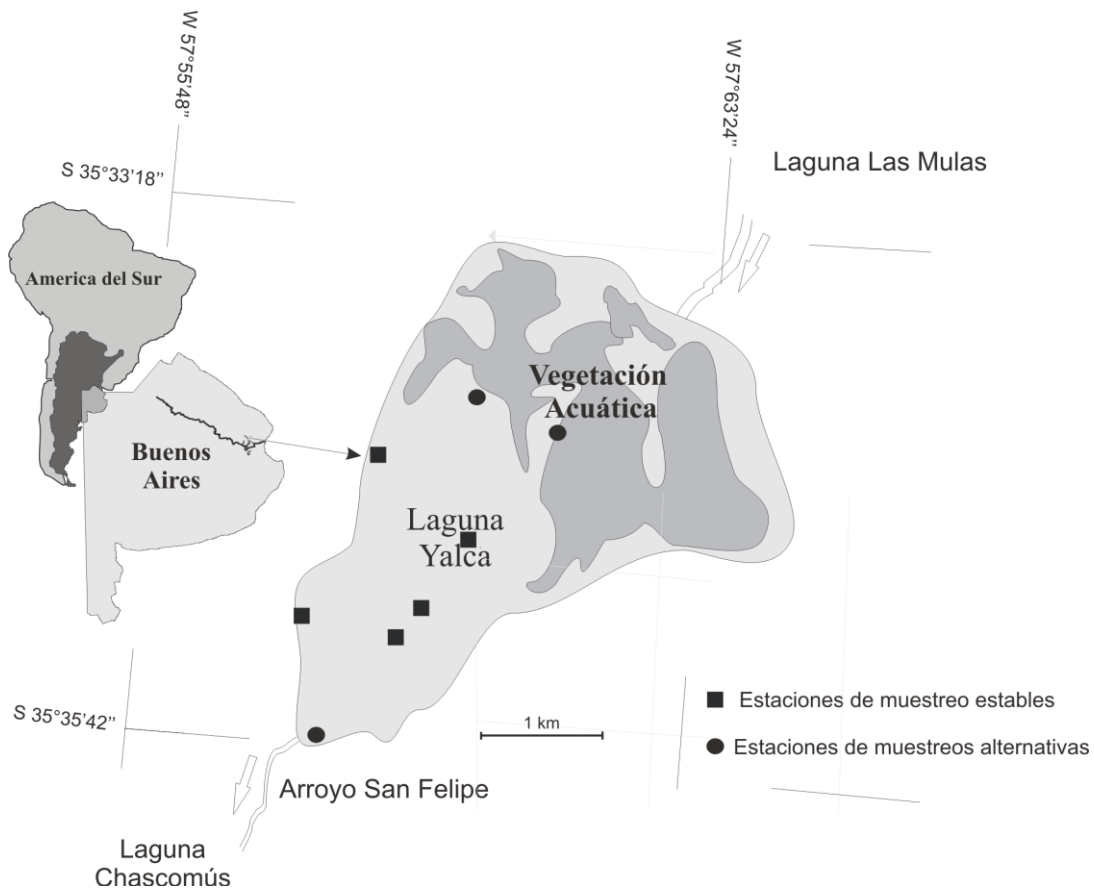 W 57°55'48"
W 57°63'24"
Laguna Las Mulas
S 35°33'18"
America del Sur
Vegetación
Acuática
Buenos
Aires
Laguna
Yalca
S 35°35'42"
Estaciones de muestreo estables
1 km
Estaciones de muestreos alternativas
Arroyo San Felipe
Laguna
Chascomús